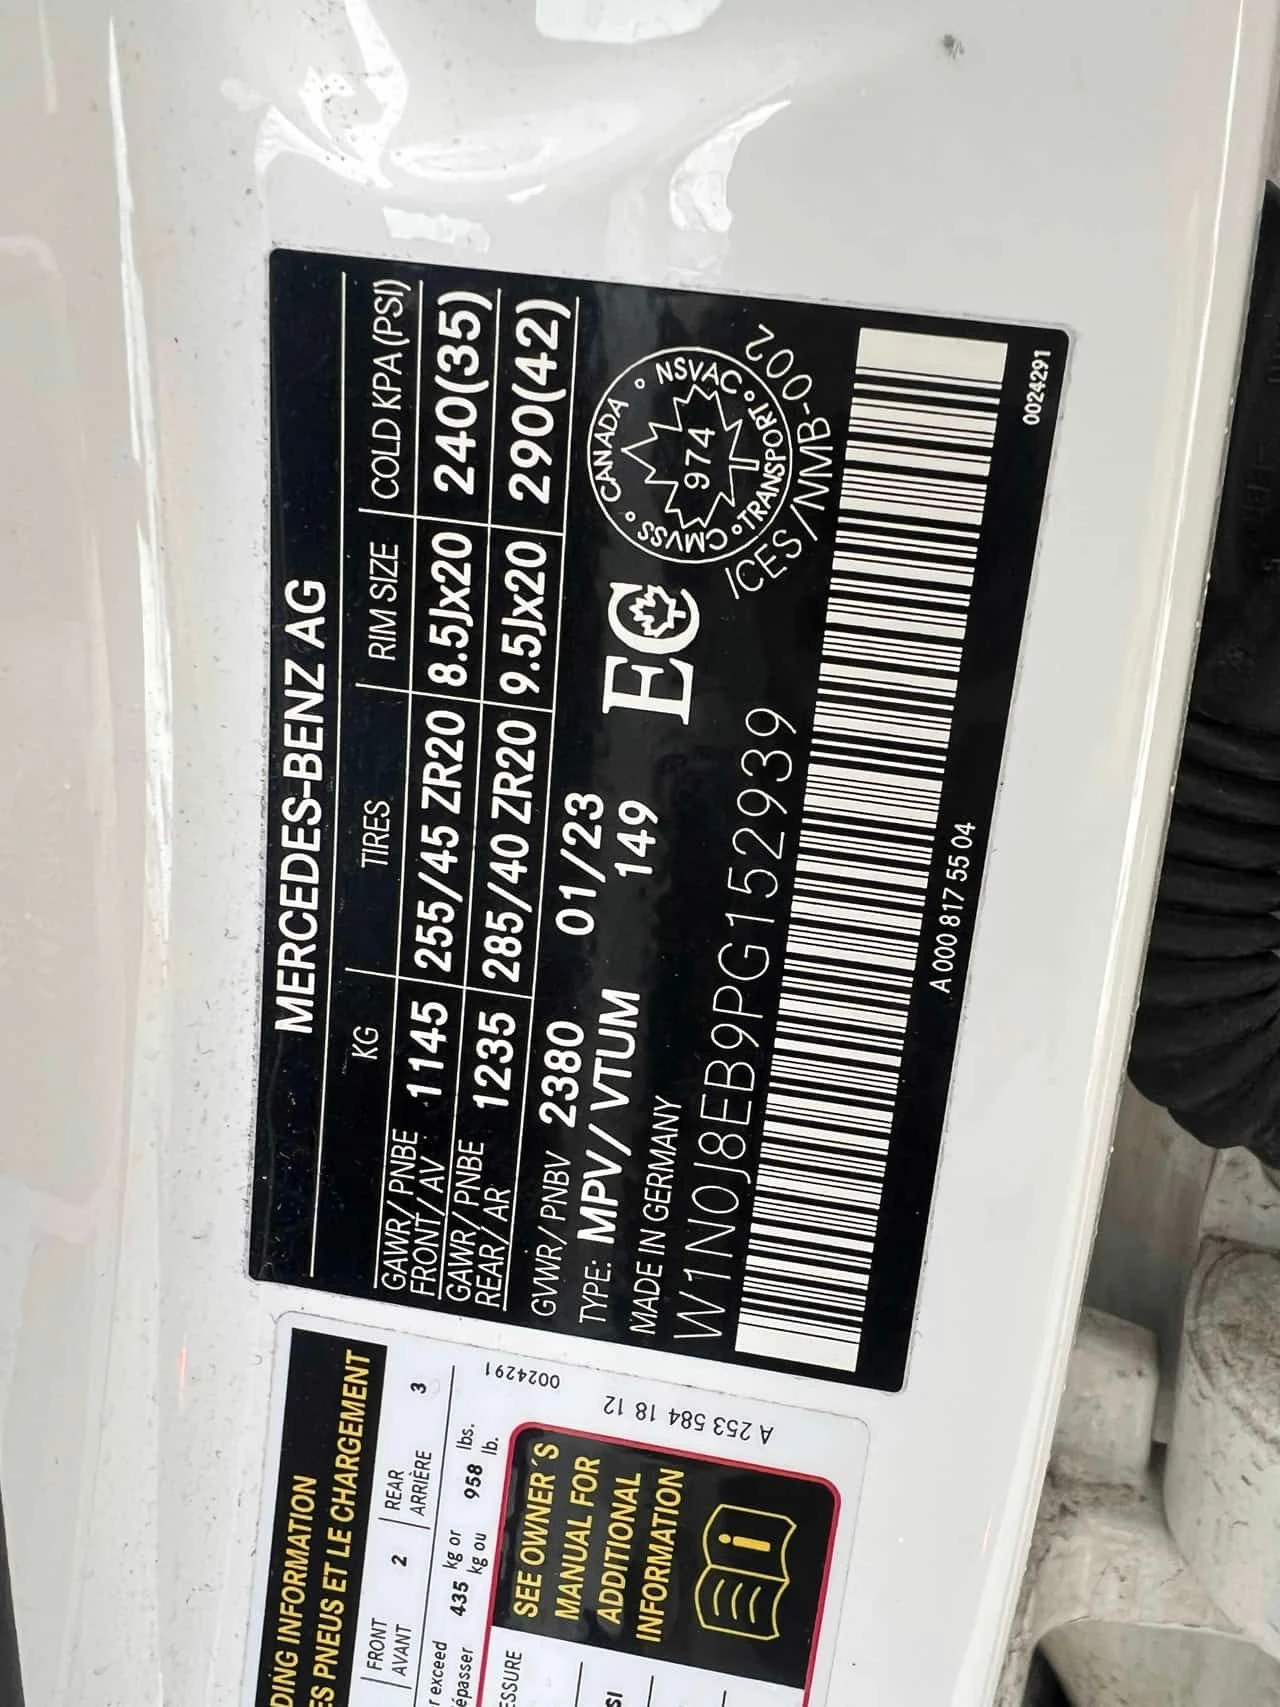 MERCEDES-BENZ AG
KG TIRES RIM SIZE COLD KPA(PSI)
GAWR/PNBE
FRONT/AV 1145 255/45 ZR20 8.5Jx20 240(35)
GAWR/PNBE
REAR/AR 1235 285/40 ZR20 9.5Jx20 290(42)
GVWR/PNBV 2380 01/23
TYPE: MPV/VTUM 149
MADE IN GERMANY
EC
CMVSS ° CANADA ° NSVAC ° TRANSPORT °
974
ICES/NMB-002
W1N0J8EB9PG152939
A 000 817 55 04
0024291
DING INFORMATION
ES PNEUS ET LE CHARGEMENT
FRONT
AVANT 2 REAR
ARRIÈRE 3
r exceed
épasser 435 kg or
kg ou 958 lbs.
lb.
ESSURE
SI
SEE OWNER´S
MANUAL FOR
ADDITIONAL
INFORMATION
i
0024291
A 253 584 18 12